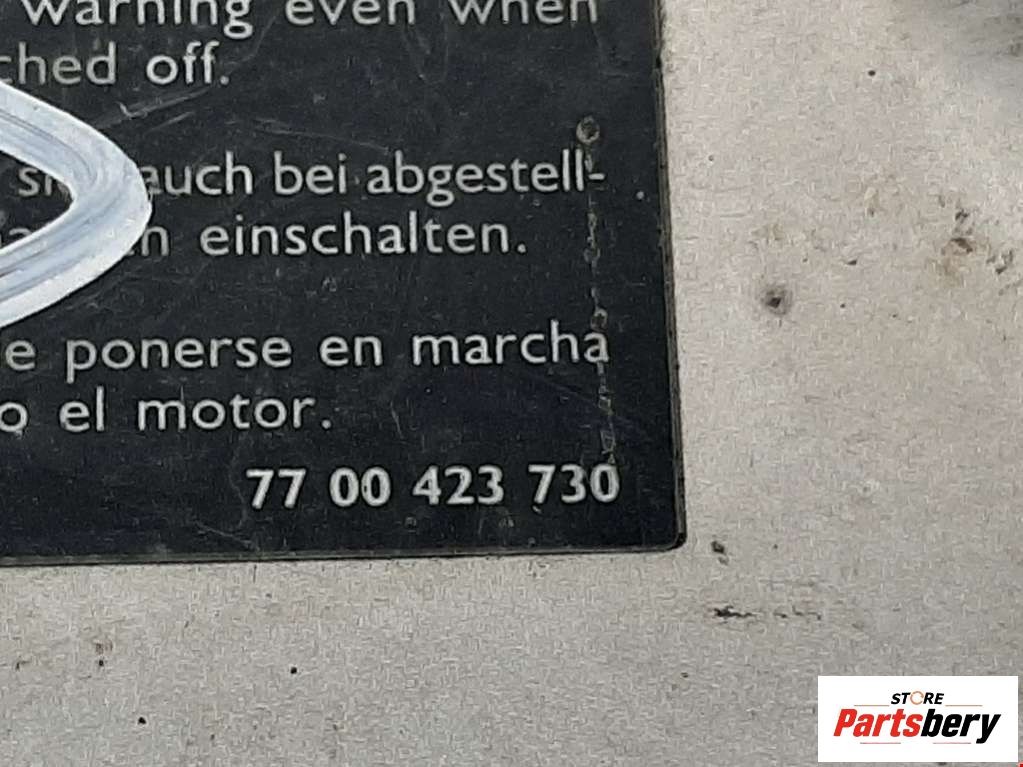 warning even when
ched off.
auch bei abgestell-
einschalten.
e ponerse en marcha
o el motor.
77 00 423 730
STORE
Partsbery